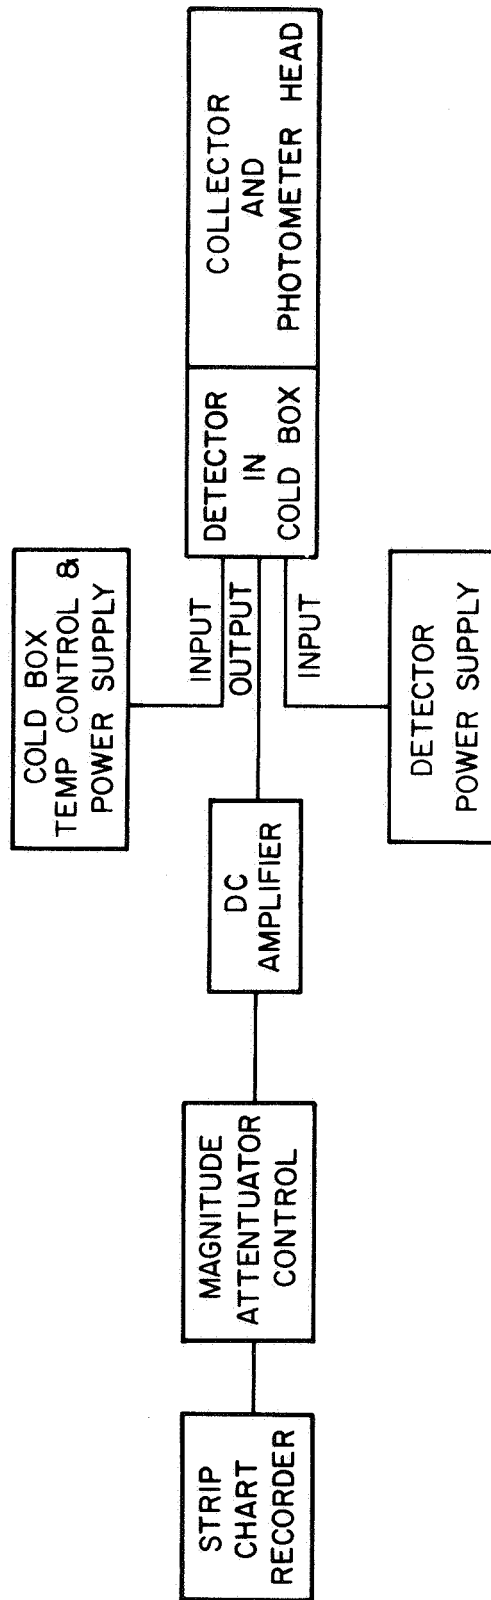 COLLECTOR
AND
PHOTOMETER HEAD
DETECTOR
IN
COLD BOX
COLD BOX
TEMP CONTROL &
POWER SUPPLY
INPUT
OUTPUT
INPUT
DETECTOR
POWER SUPPLY
DC
AMPLIFIER
MAGNITUDE
ATTENTUATOR
CONTROL
STRIP
CHART
RECORDER